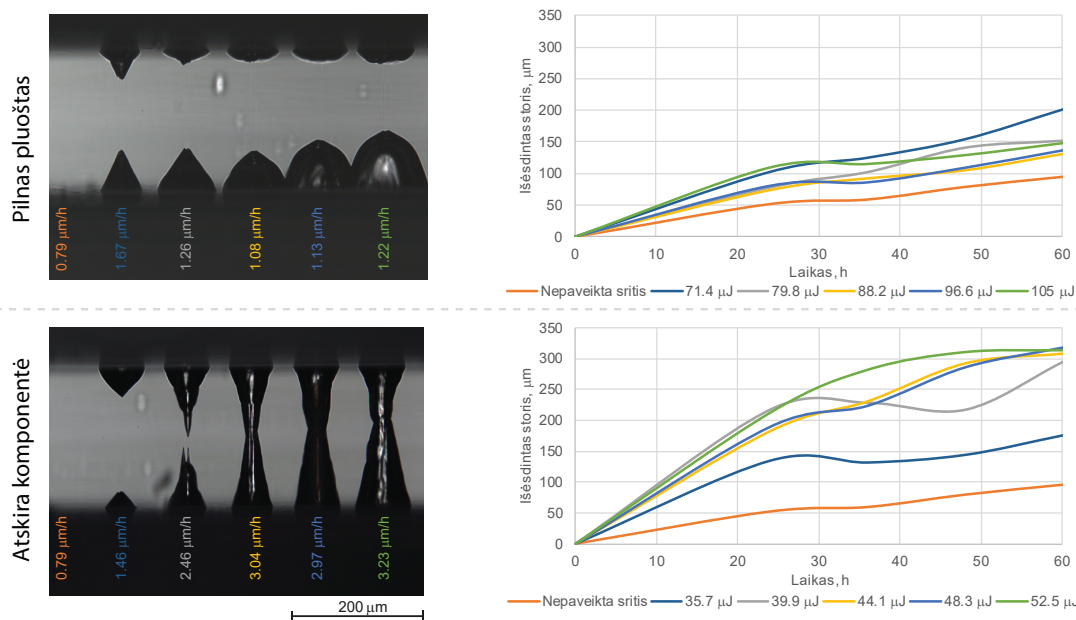 Pilnas pluoštas
0.79 μm/h
1.67 μm/h
1.26 μm/h
1.08 μm/h
1.13 μm/h
1.22 μm/h
Išėsdintas storis, μm
350
300
250
200
150
100
50
0
0 10 20 30 40 50 60
Laikas, h
Nepaveikta sritis 71.4 μJ 79.8 μJ 88.2 μJ 96.6 μJ 105 μJ
Atskira komponentė
0.79 μm/h
1.46 μm/h
2.46 μm/h
3.04 μm/h
2.97 μm/h
3.23 μm/h
200 μm
Išėsdintas storis, μm
350
300
250
200
150
100
50
0
0 10 20 30 40 50 60
Laikas, h
Nepaveikta sritis 35.7 μJ 39.9 μJ 44.1 μJ 48.3 μJ 52.5 μJ